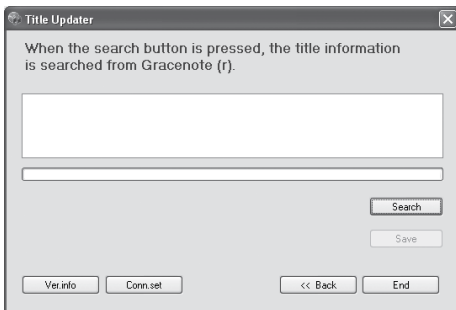 Title Updater
When the search button is pressed, the title information
is searched from Gracenote (r).
Search
Save
Ver.info Conn.set << Back End